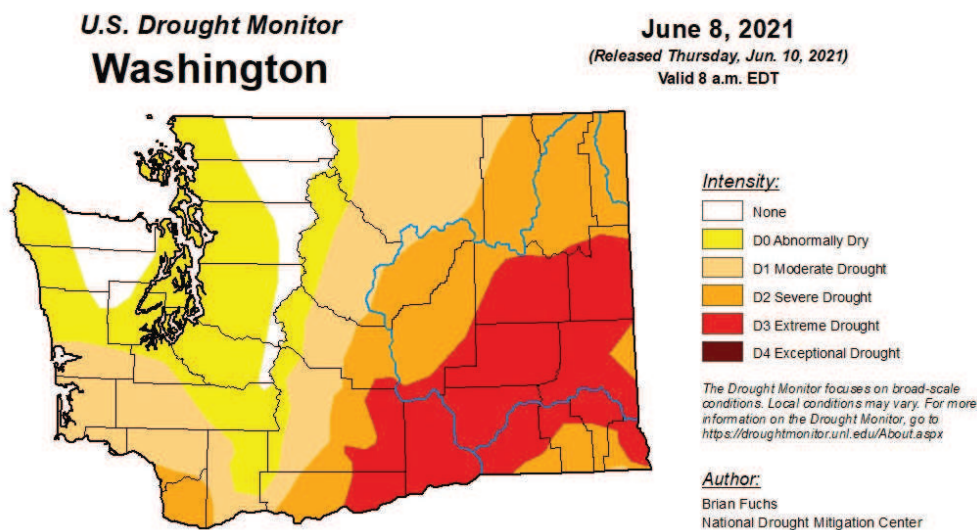 U.S. Drought Monitor
Washington
June 8, 2021
(Released Thursday, Jun. 10, 2021)
Valid 8 a.m. EDT
Intensity:
None
D0 Abnormally Dry
D1 Moderate Drought
D2 Severe Drought
D3 Extreme Drought
D4 Exceptional Drought
The Drought Monitor focuses on broad-scale
conditions. Local conditions may vary. For more
information on the Drought Monitor, go to
https://droughtmonitor.unl.edu/About.aspx
Author:
Brian Fuchs
National Drought Mitigation Center